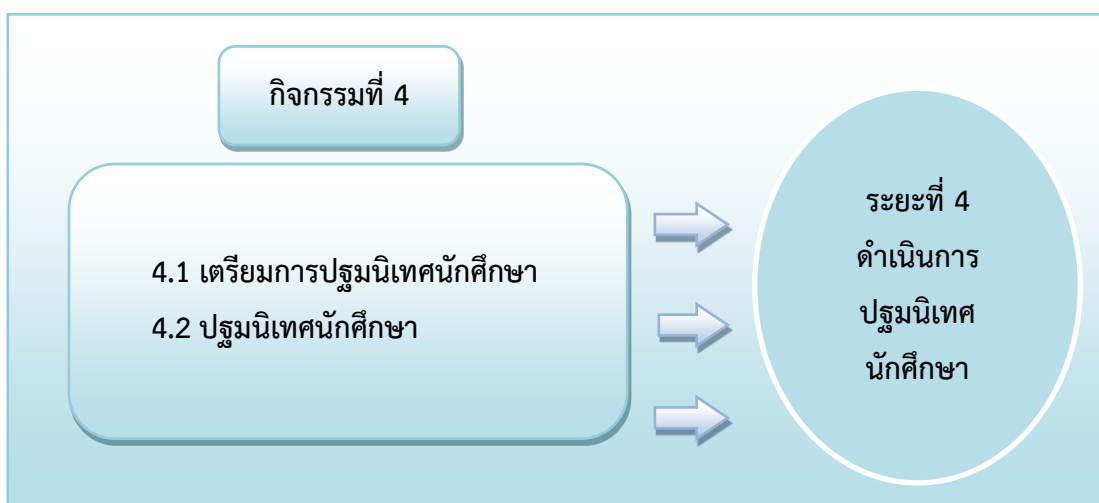 กิจกรรมที่ 4
4.1 เตรียมการปฐมนิเทศนักศึกษา
4.2 ปฐมนิเทศนักศึกษา
ระยะที่ 4
ดำเนินการ
ปฐมนิเทศ
นักศึกษา